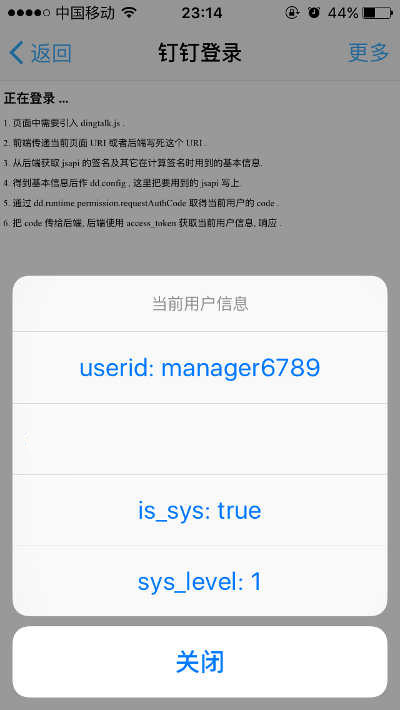 中国移动 23:14 44%
返回 钉钉登录 更多
正在登录 ...
1. 页面中需要引入 dingtalk.js .
2. 前端传递当前页面 URI 或者后端写死这个 URI .
3. 从后端获取 jsapi 的签名及其它在计算签名时用到的基本信息.
4. 得到基本信息后作 dd.config , 这里把要用到的 jsapi 写上.
5. 通过 dd.runtime.permission.requestAuthCode 取得当前用户的 code .
6. 把 code 传给后端, 后端使用 access_token 获取当前用户信息, 响应 .
当前用户信息
userid: manager6789
is_sys: true
sys_level: 1
关闭